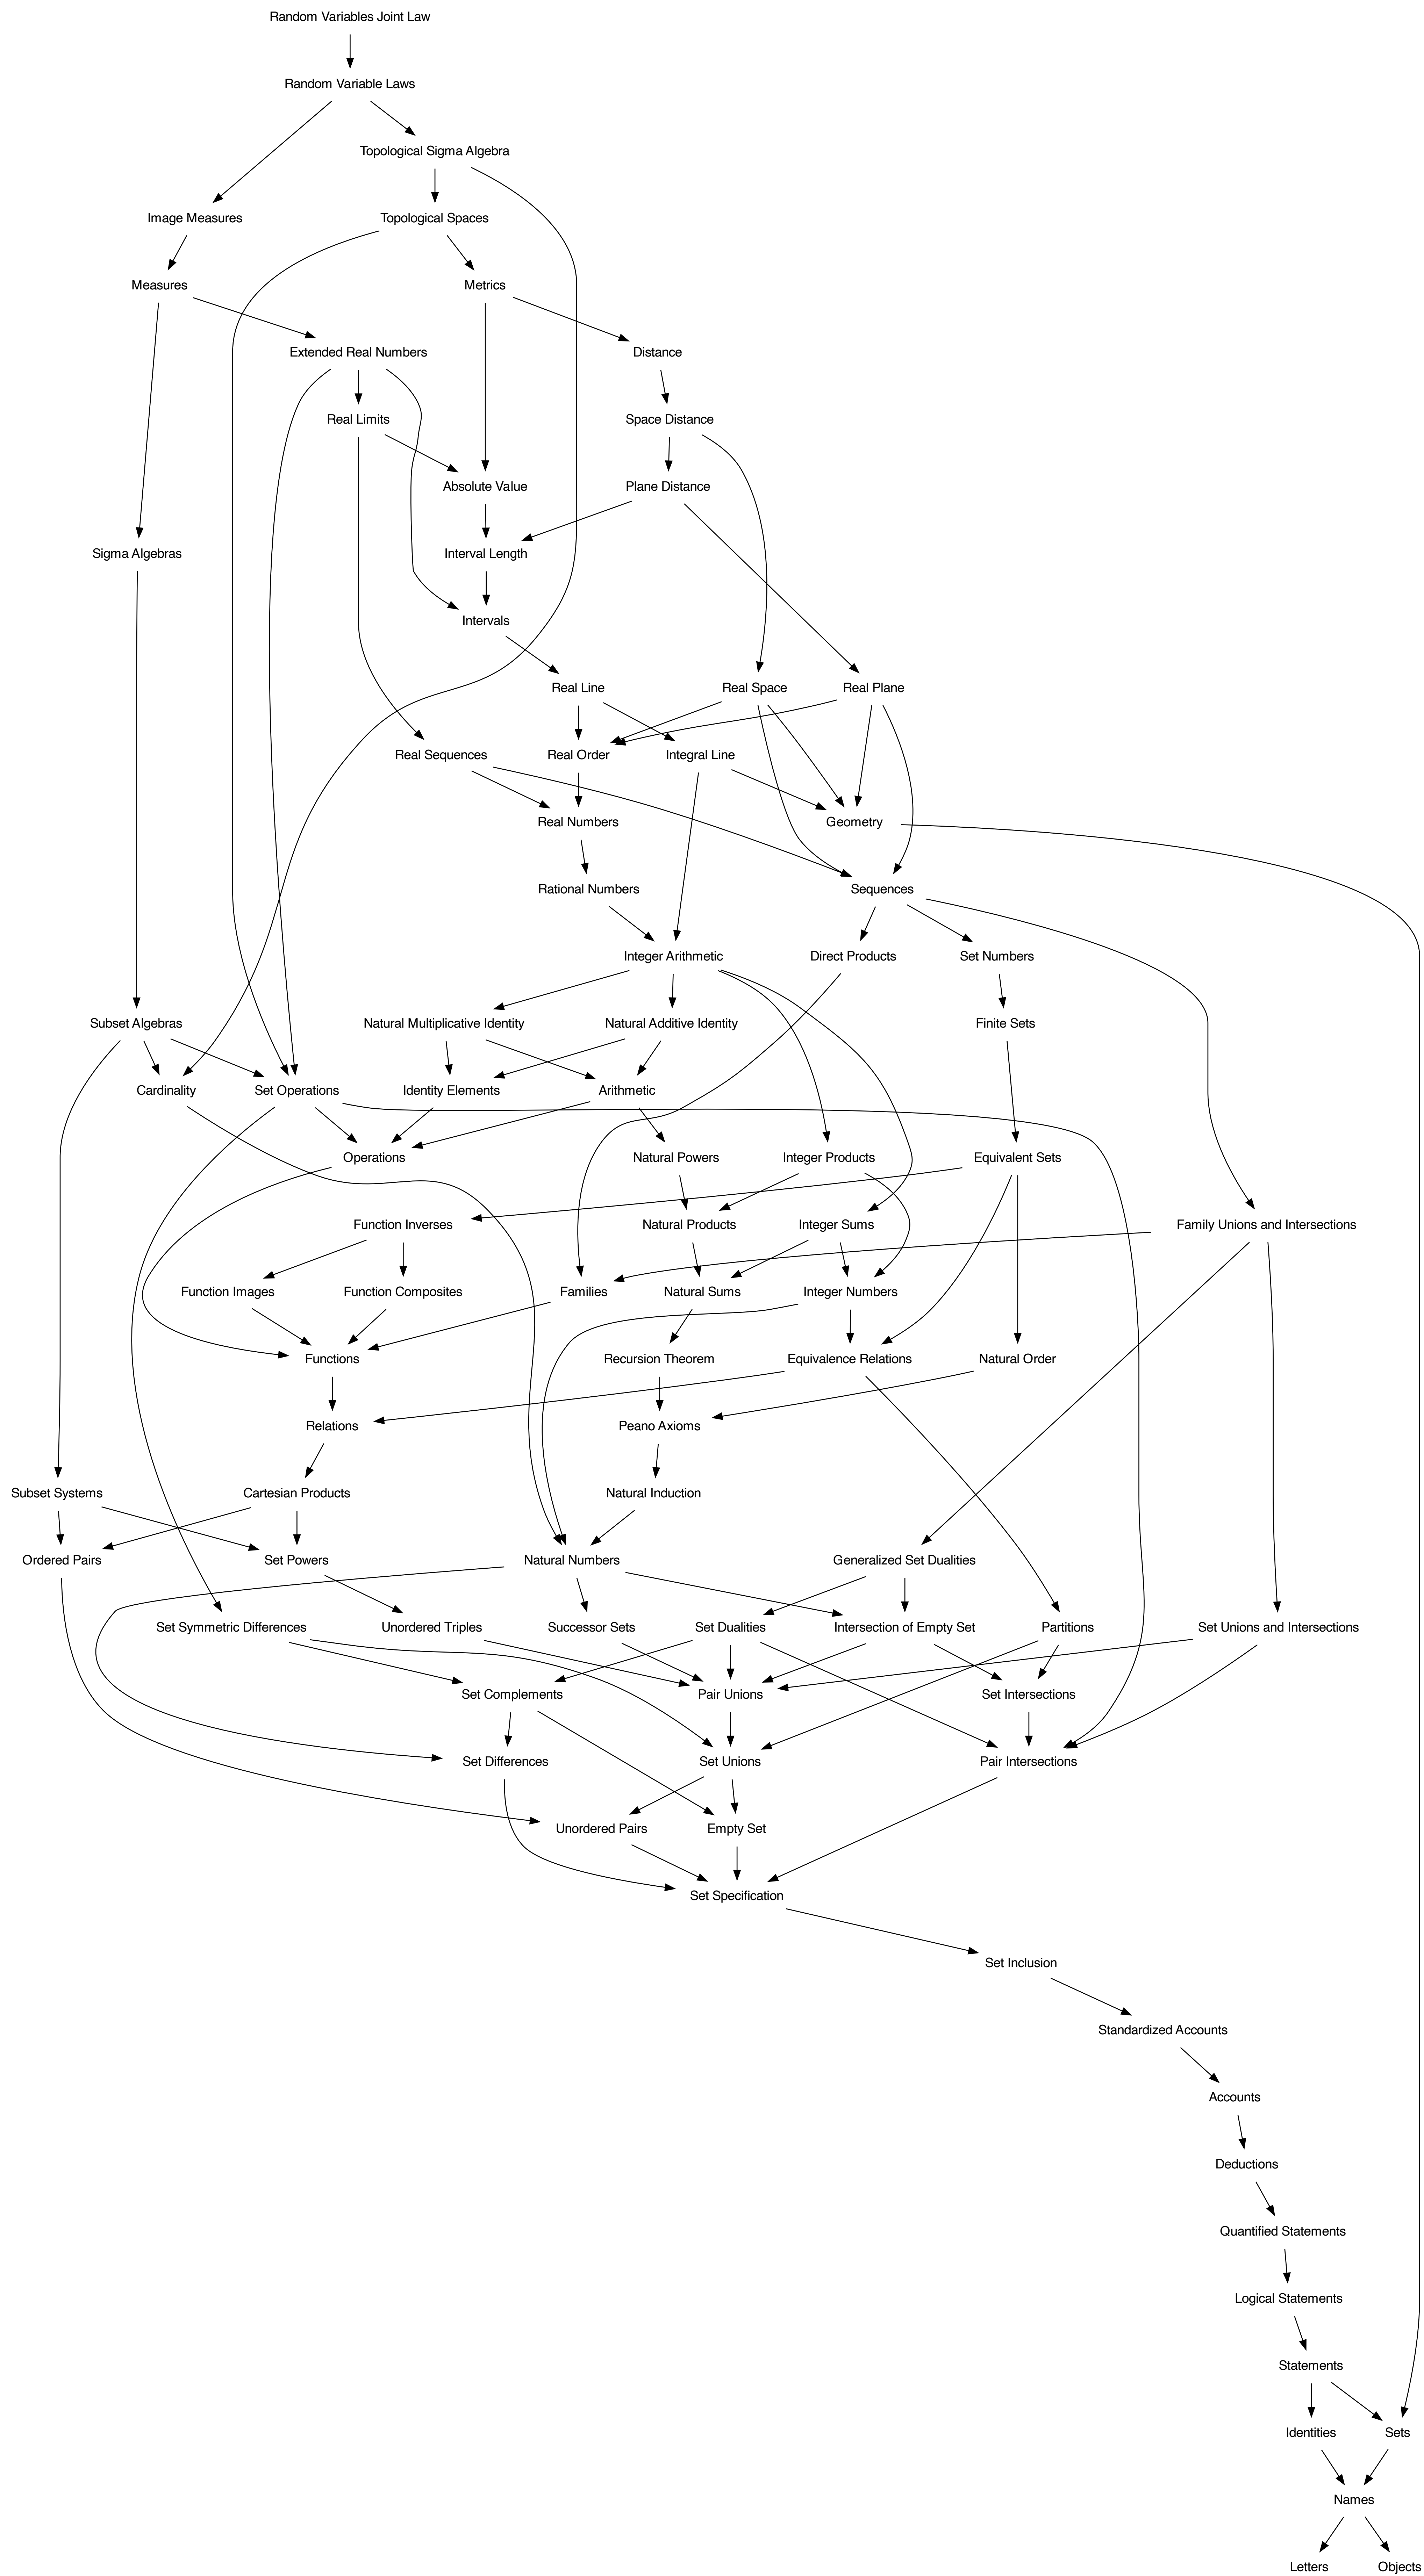 Random Variables Joint Law
Random Variable Laws
Topological Sigma Algebra
Image Measures
Topological Spaces
Measures
Metrics
Extended Real Numbers
Distance
Real Limits
Space Distance
Absolute Value
Plane Distance
Sigma Algebras
Interval Length
Intervals
Real Line
Real Space
Real Plane
Real Sequences
Real Order
Integral Line
Real Numbers
Geometry
Rational Numbers
Sequences
Integer Arithmetic
Direct Products
Set Numbers
Subset Algebras
Natural Multiplicative Identity
Natural Additive Identity
Finite Sets
Cardinality
Set Operations
Identity Elements
Arithmetic
Operations
Natural Powers
Integer Products
Equivalent Sets
Function Inverses
Natural Products
Integer Sums
Family Unions and Intersections
Function Images
Function Composites
Families
Natural Sums
Integer Numbers
Functions
Recursion Theorem
Equivalence Relations
Natural Order
Relations
Peano Axioms
Subset Systems
Cartesian Products
Natural Induction
Ordered Pairs
Set Powers
Natural Numbers
Generalized Set Dualities
Set Symmetric Differences
Unordered Triples
Successor Sets
Set Dualities
Intersection of Empty Set
Partitions
Set Unions and Intersections
Set Complements
Pair Unions
Set Intersections
Set Differences
Set Unions
Pair Intersections
Unordered Pairs
Empty Set
Set Specification
Set Inclusion
Standardized Accounts
Accounts
Deductions
Quantified Statements
Logical Statements
Statements
Identities
Sets
Names
Letters
Objects